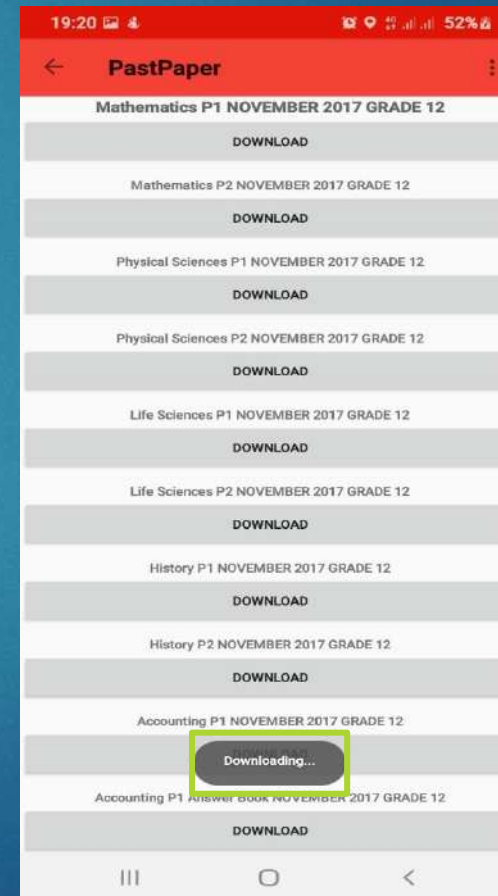 19:20 52%
PastPaper
Mathematics P1 NOVEMBER 2017 GRADE 12
DOWNLOAD
Mathematics P2 NOVEMBER 2017 GRADE 12
DOWNLOAD
Physical Sciences P1 NOVEMBER 2017 GRADE 12
DOWNLOAD
Physical Sciences P2 NOVEMBER 2017 GRADE 12
DOWNLOAD
Life Sciences P1 NOVEMBER 2017 GRADE 12
DOWNLOAD
Life Sciences P2 NOVEMBER 2017 GRADE 12
DOWNLOAD
History P1 NOVEMBER 2017 GRADE 12
DOWNLOAD
History P2 NOVEMBER 2017 GRADE 12
DOWNLOAD
Accounting P1 NOVEMBER 2017 GRADE 12
Downloading...
Accounting P1 Answer Book NOVEMBER 2017 GRADE 12
DOWNLOAD